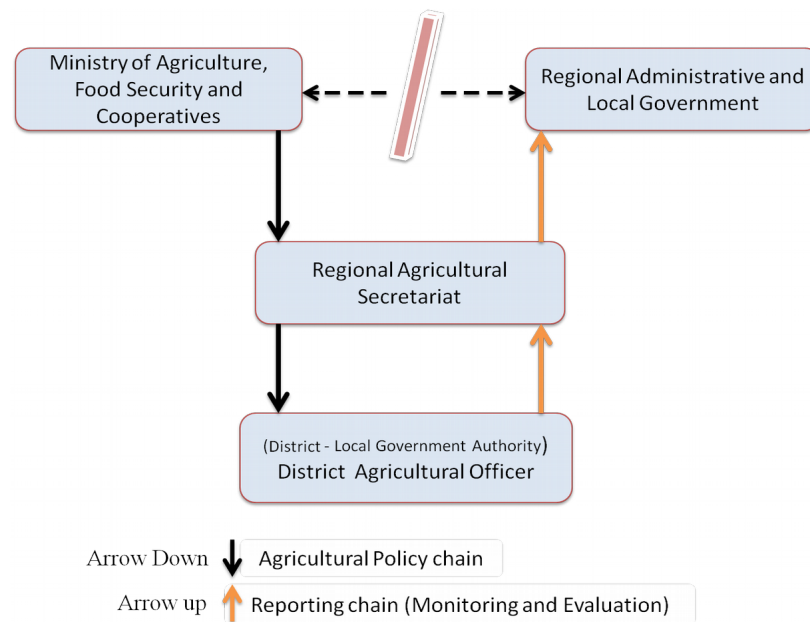 Ministry of Agriculture,
Food Security and
Cooperatives
Regional Administrative and
Local Government
Regional Agricultural
Secretariat
(District - Local Government Authority)
District Agricultural Officer
Arrow Down Agricultural Policy chain
Arrow up Reporting chain (Monitoring and Evaluation)